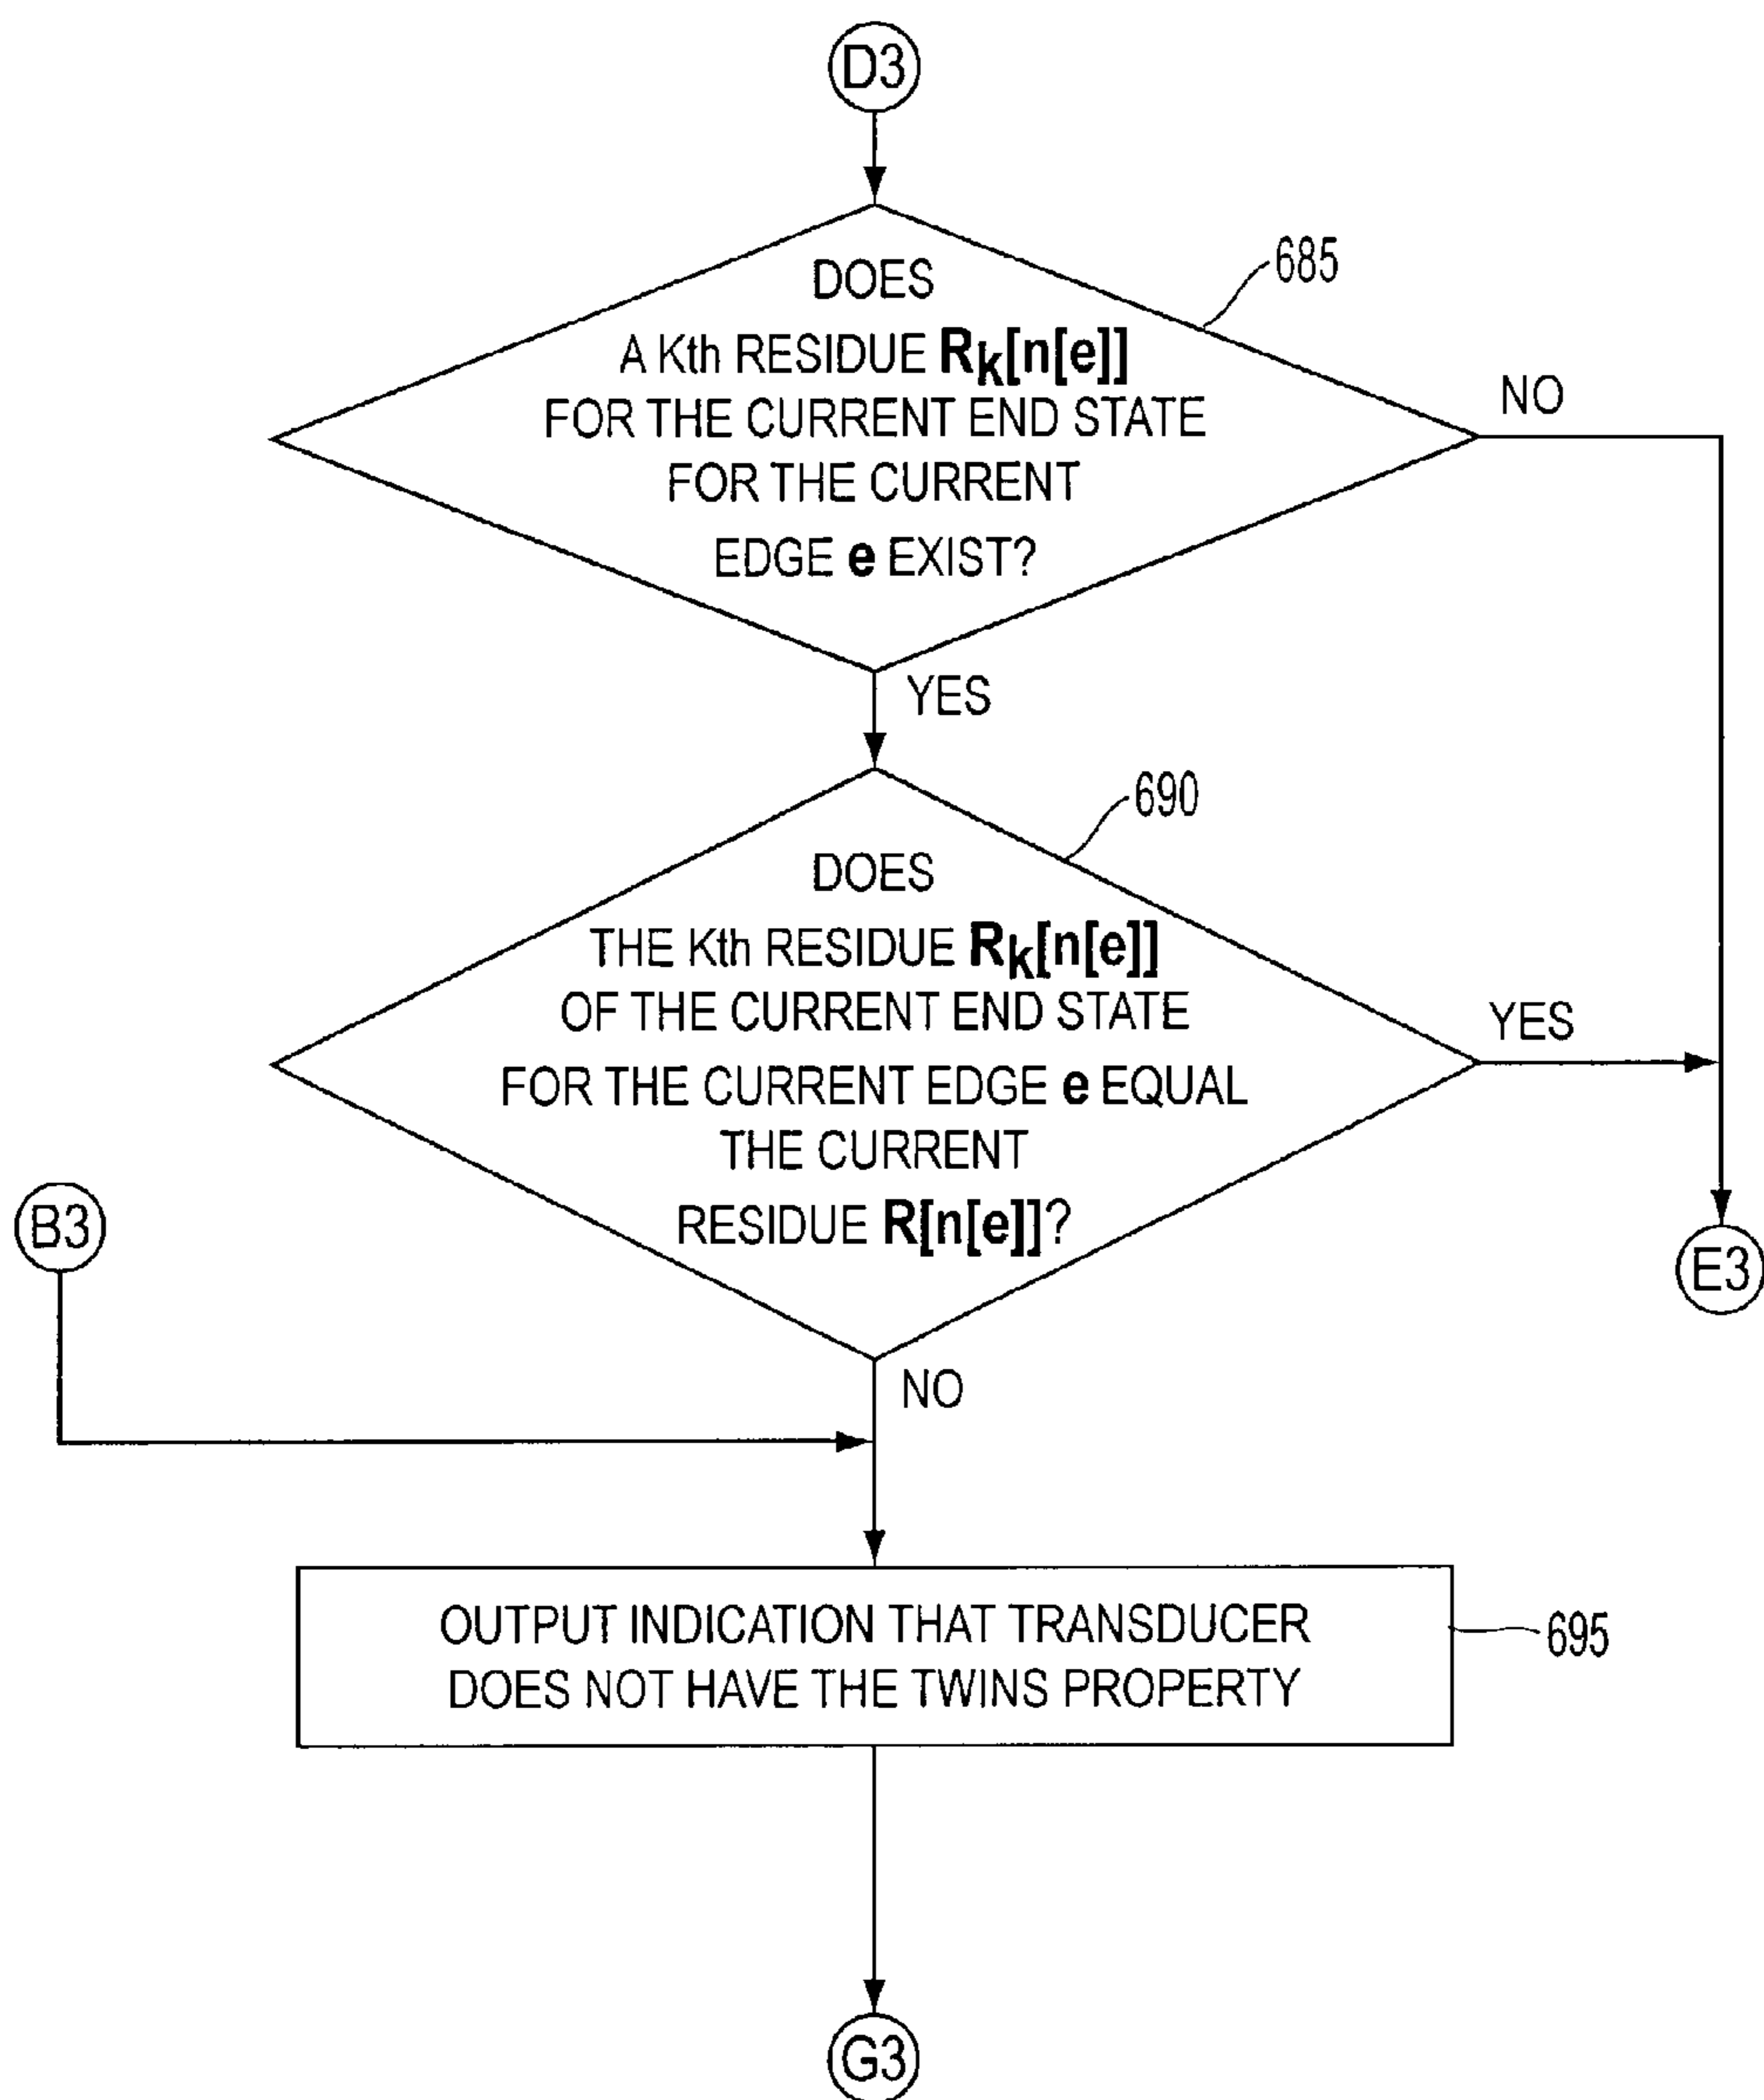 D3
DOES
A Kth RESIDUE Rk[n[e]]
FOR THE CURRENT END STATE
FOR THE CURRENT
EDGE e EXIST?
685
NO
YES
DOES
THE Kth RESIDUE Rk[n[e]]
OF THE CURRENT END STATE
FOR THE CURRENT EDGE e EQUAL
THE CURRENT
RESIDUE R[n[e]]?
690
YES
B3
E3
NO
OUTPUT INDICATION THAT TRANSDUCER
DOES NOT HAVE THE TWINS PROPERTY
695
G3